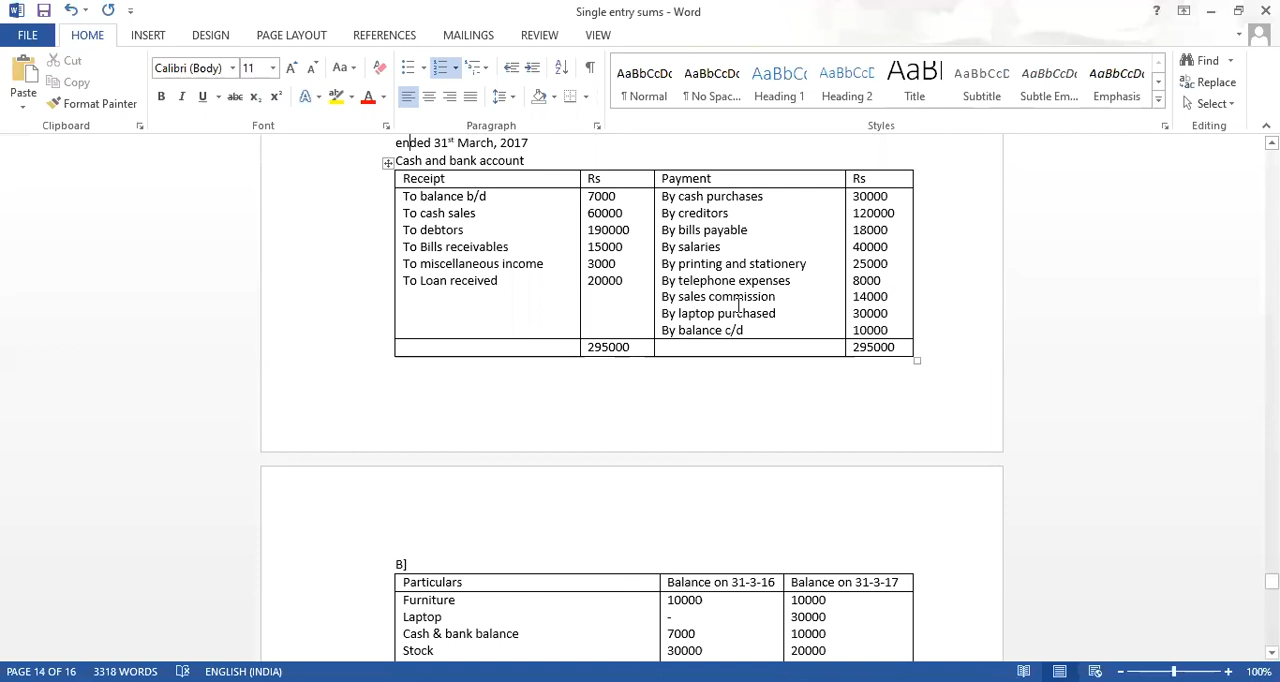 Single entry sums - Word
FILE HOME INSERT DESIGN PAGE LAYOUT REFERENCES MAILINGS REVIEW VIEW
Paste
Cut
Copy
Format Painter
Clipboard
Calibri (Body) 11
Font
Paragraph
AaBbCcDc AaBbCcDc AaBbCc AaBbCcD AaBl AaBbCcD AaBbCcDc AaBbCcDc
¶ Normal ¶ No Spac... Heading 1 Heading 2 Title Subtitle Subtle Em... Emphasis
Styles
Find
Replace
Select
Editing
ended 31st March, 2017
Cash and bank account
Receipt Rs Payment Rs
To balance b/d 7000 By cash purchases 30000
To cash sales 60000 By creditors 120000
To debtors 190000 By bills payable 18000
To Bills receivables 15000 By salaries 40000
To miscellaneous income 3000 By printing and stationery 25000
To Loan received 20000 By telephone expenses 8000
By sales commission 14000
By laptop purchased 30000
By balance c/d 10000
295000 295000
B]
Particulars Balance on 31-3-16 Balance on 31-3-17
Furniture 10000 10000
Laptop - 30000
Cash & bank balance 7000 10000
Stock 30000 20000
PAGE 14 OF 16 3318 WORDS ENGLISH (INDIA) 100%